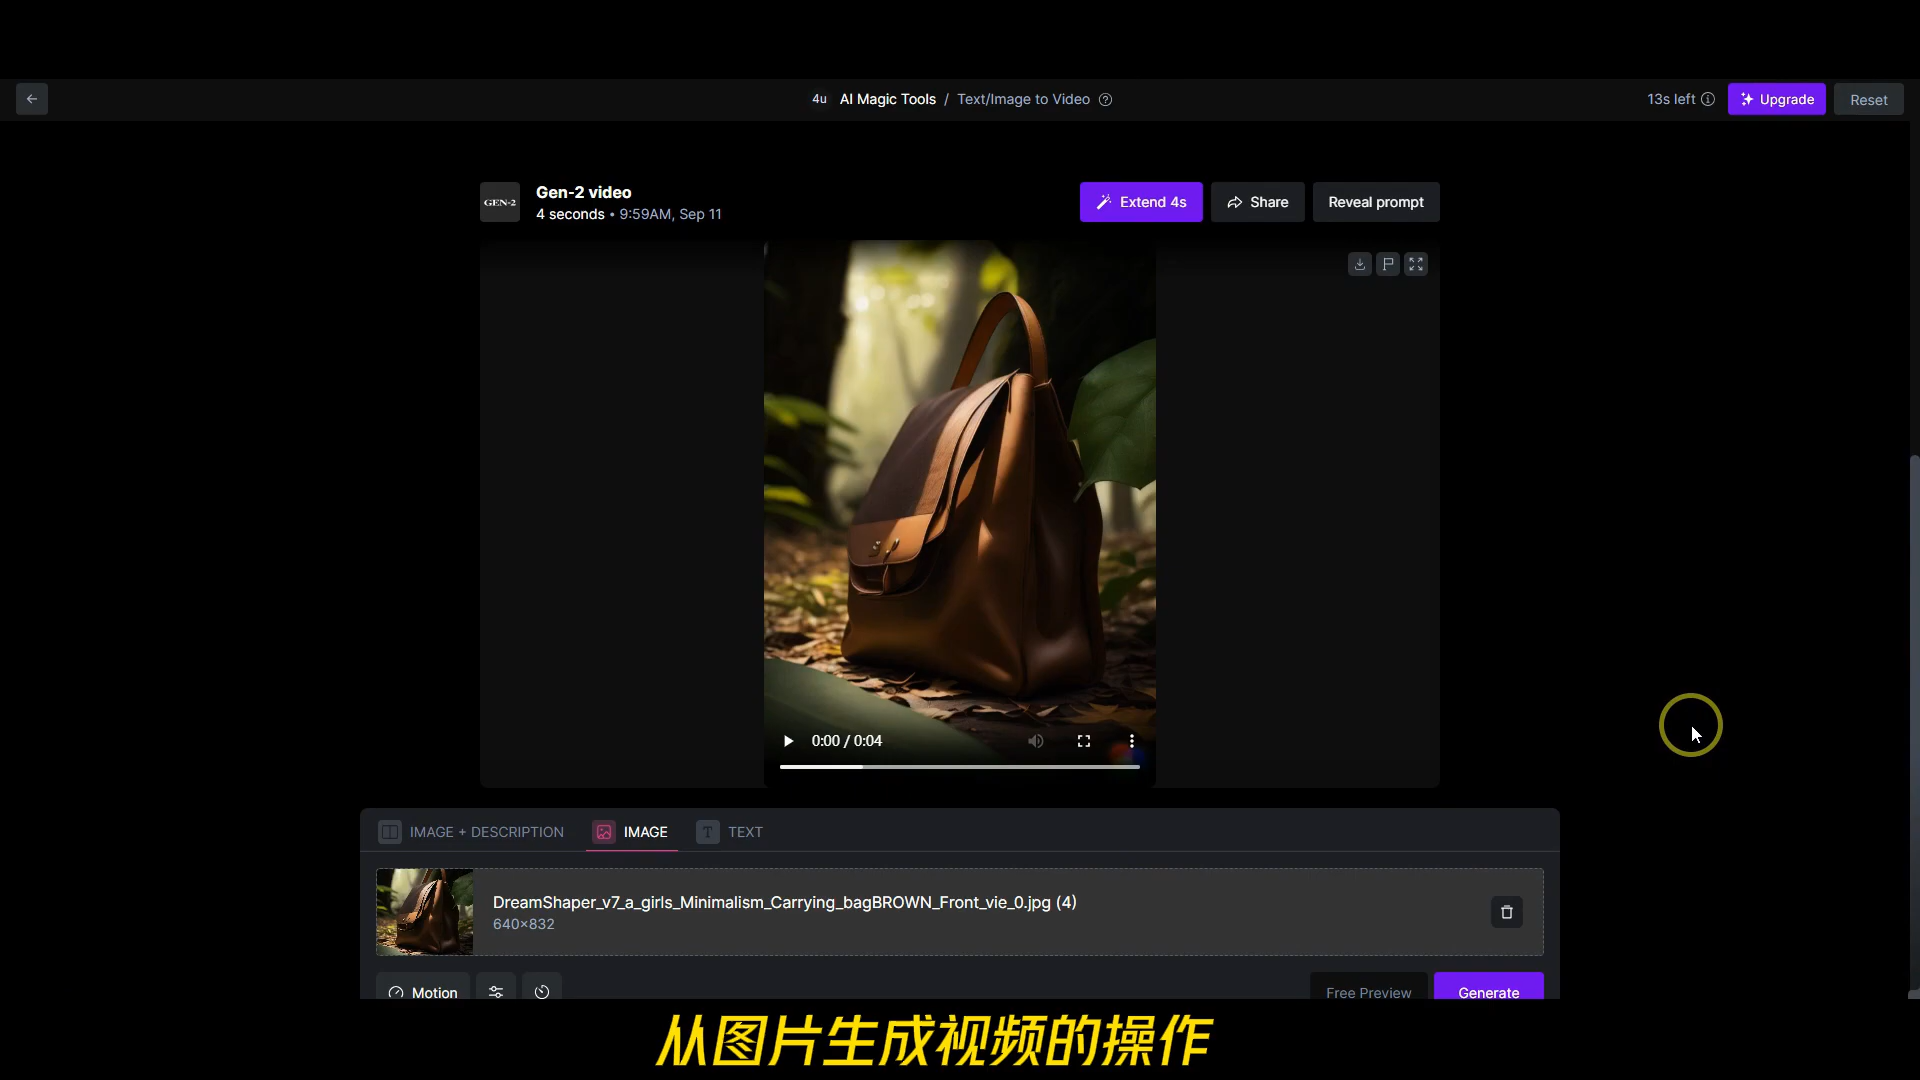 4u AI Magic Tools / Text/Image to Video
13s left
Upgrade
Reset
GEN-2
Gen-2 video
4 seconds • 9:59AM, Sep 11
Extend 4s
Share
Reveal prompt
0:00 / 0:04
IMAGE + DESCRIPTION
IMAGE
T TEXT
DreamShaper_v7_a_girls_Minimalism_Carrying_bagBROWN_Front_vie_0.jpg (4)
640×832
Motion
Free Preview
Generate
从图片生成视频的操作